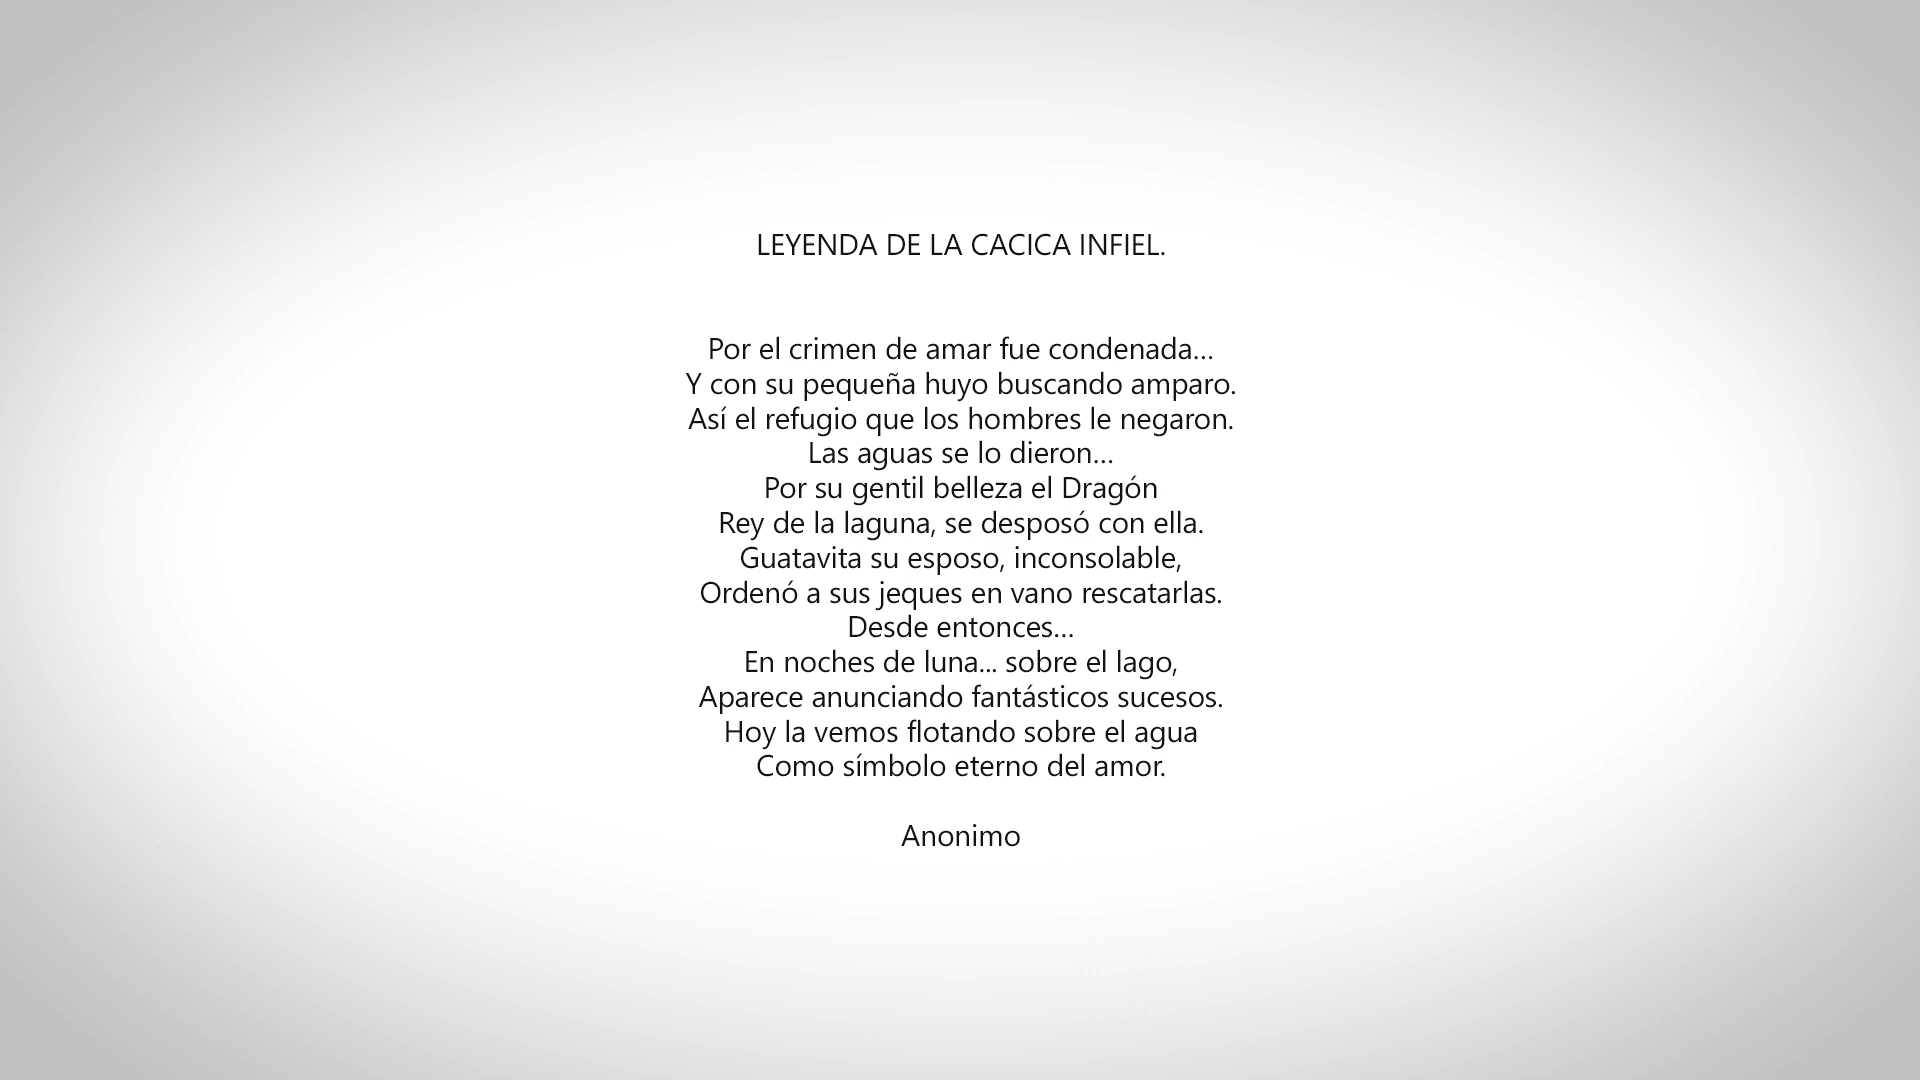 LEYENDA DE LA CACICA INFIEL.
Por el crimen de amar fue condenada...
Y con su pequeña huyo buscando amparo.
Así el refugio que los hombres le negaron.
Las aguas se lo dieron...
Por su gentil belleza el Dragón
Rey de la laguna, se desposó con ella.
Guatavita su esposo, inconsolable,
Ordenó a sus jeques en vano rescatarlas.
Desde entonces...
En noches de luna... sobre el lago,
Aparece anunciando fantásticos sucesos.
Hoy la vemos flotando sobre el agua
Como símbolo eterno del amor.
Anonimo